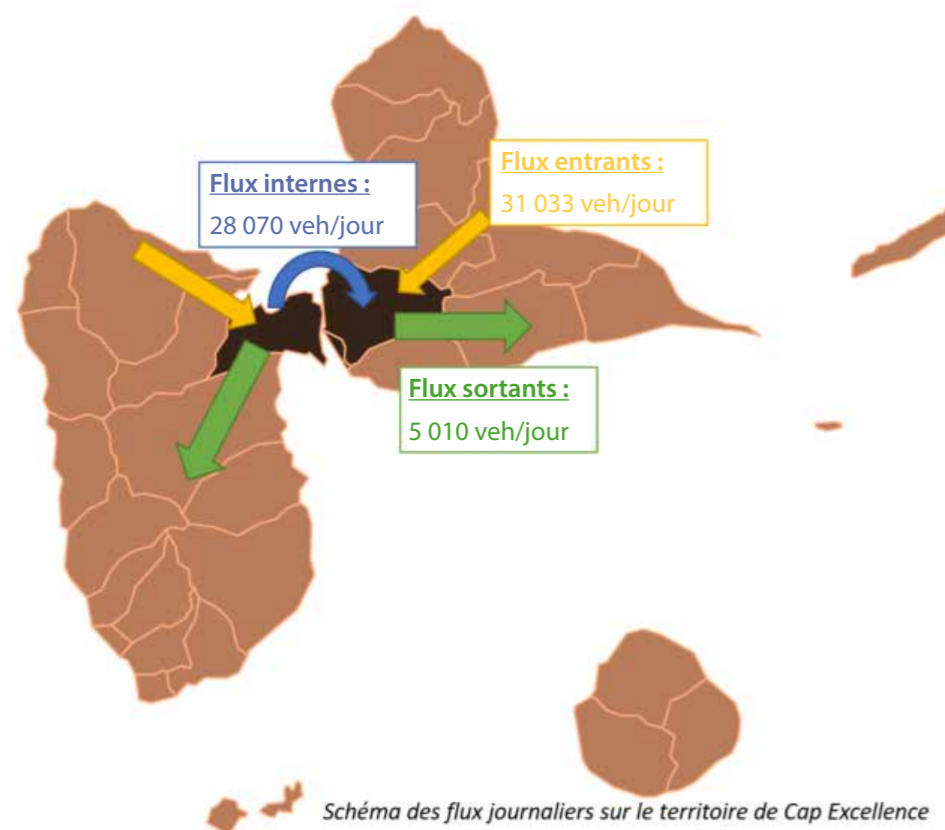 Flux internes :
28 070 veh/jour
Flux entrants :
31 033 veh/jour
Flux sortants :
5 010 veh/jour
Schéma des flux journaliers sur le territoire de Cap Excellence